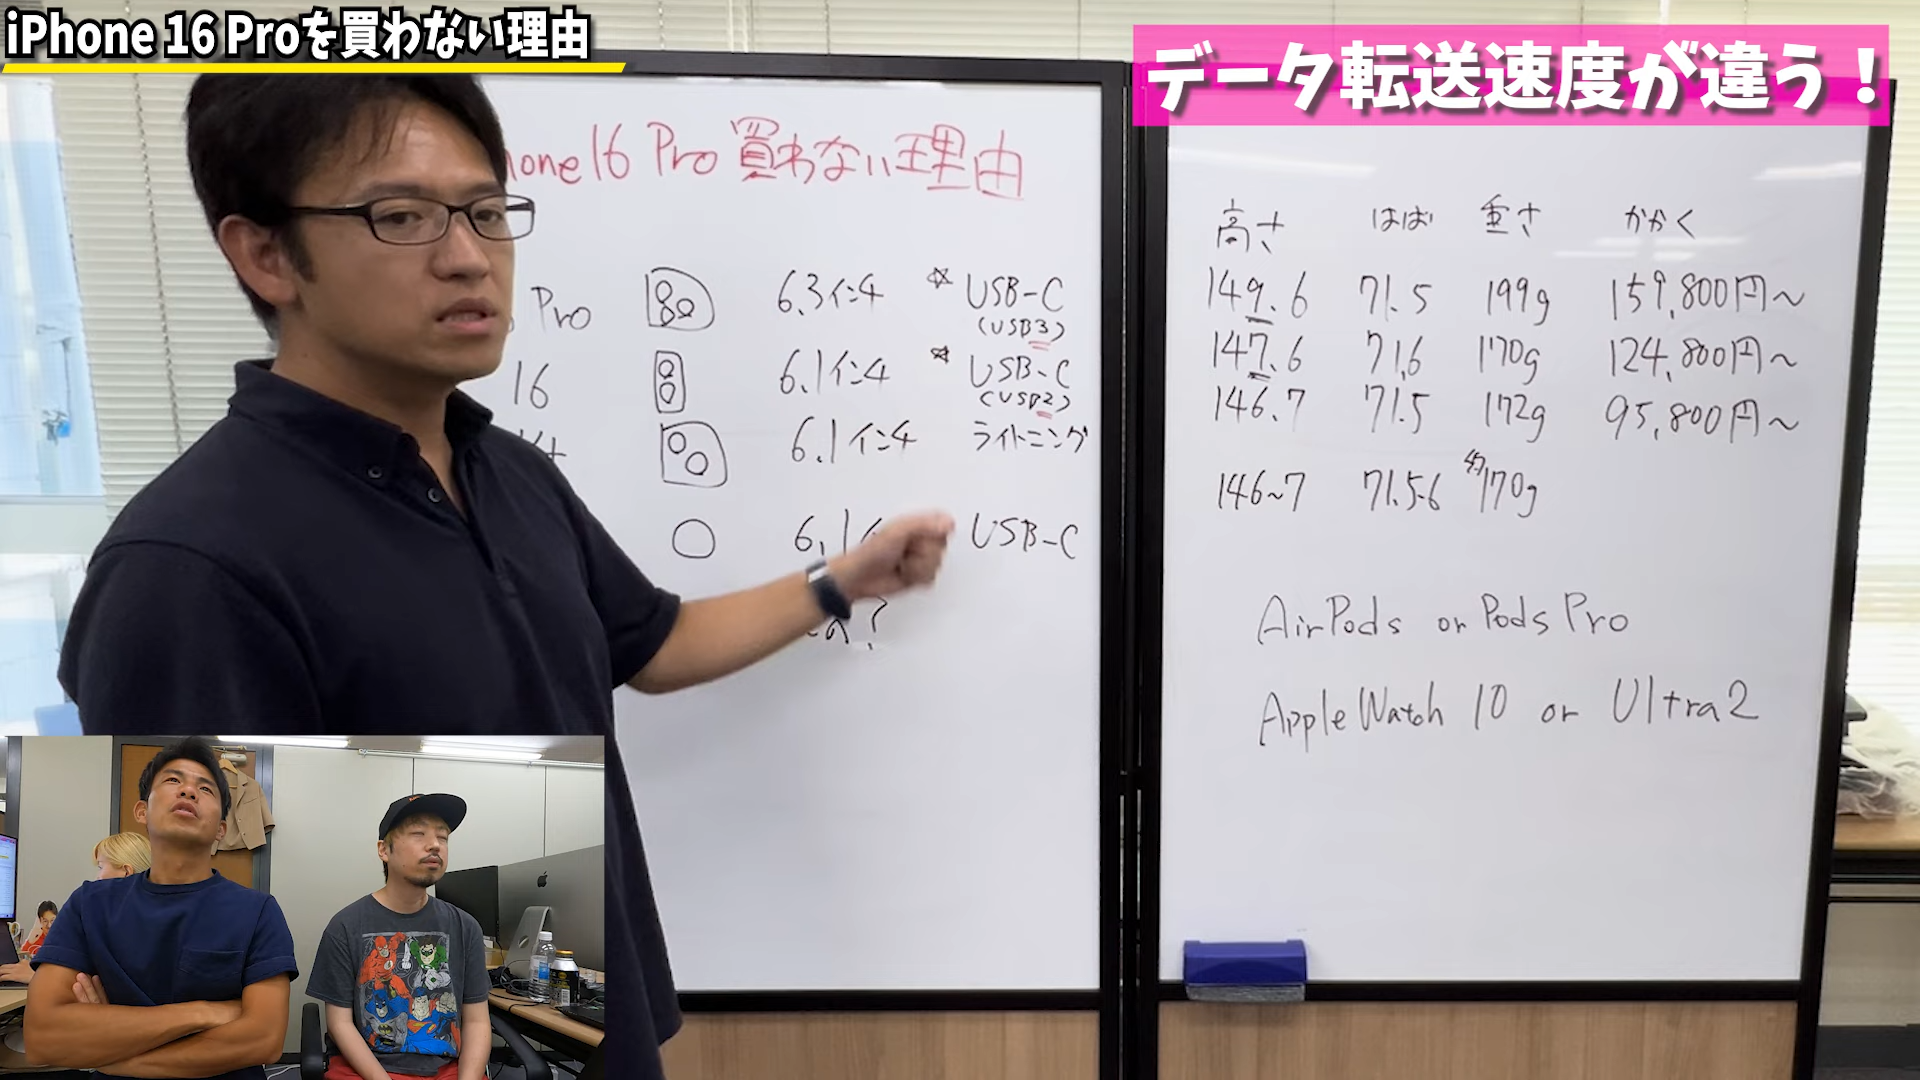 iPhone 16 Proを買わない理由
データ転送速度が違う！
hone16 Pro 買わない理由
Pro 6.3インチ ☆ USB-C
(USB3)
16 6.1インチ ☆ USB-C
(USB2)
6.1インチ ライトニング
6.1 USB-C
？
高さ はば 重さ かかく
149.6 71.5 199g 159,800円〜
147.6 71.6 170g 124,800円〜
146.7 71.5 172g 95,800円〜
146~7 71.5-6 約170g
AirPods or Pods Pro
Apple Watch 10 or Ultra2